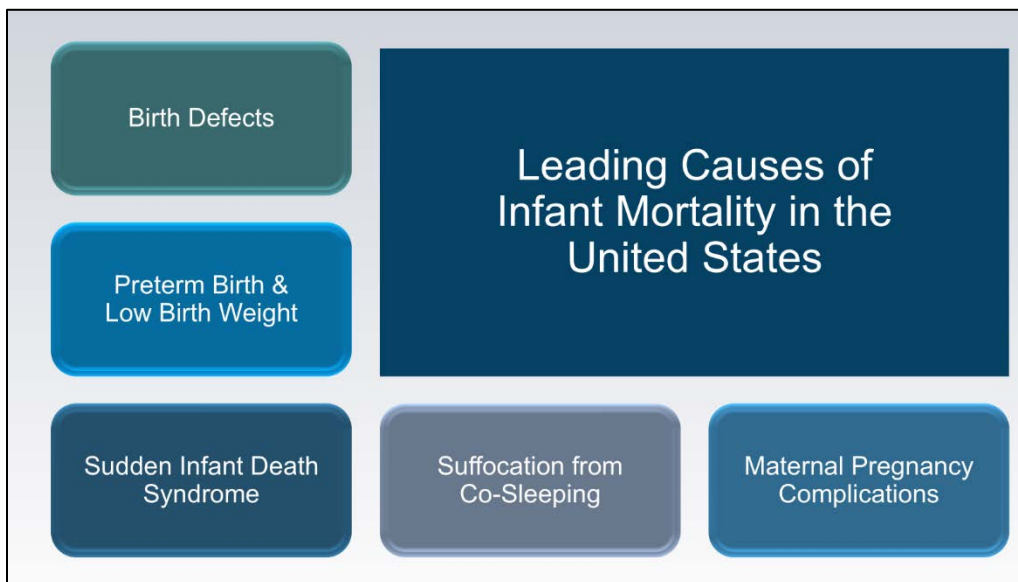 Birth Defects
Leading Causes of
Infant Mortality in the
United States
Preterm Birth &
Low Birth Weight
Sudden Infant Death
Syndrome
Suffocation from
Co-Sleeping
Maternal Pregnancy
Complications